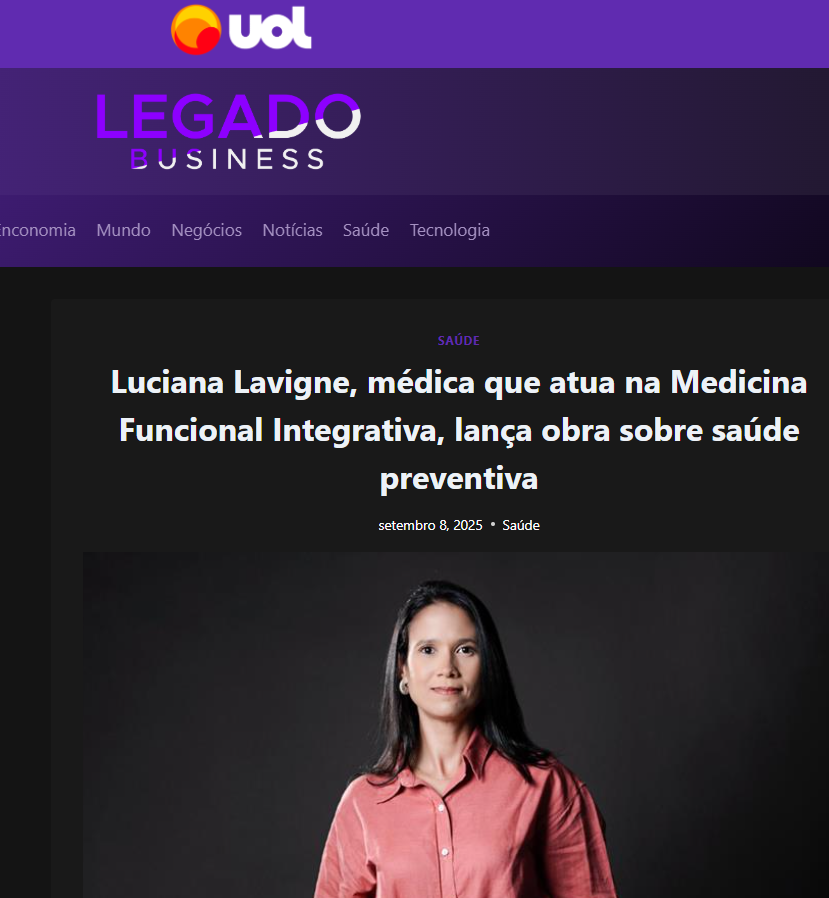 uol
LEGADO
BUSINESS
Enconomia Mundo Negócios Notícias Saúde Tecnologia
SAÚDE
Luciana Lavigne, médica que atua na Medicina
Funcional Integrativa, lança obra sobre saúde
preventiva
setembro 8, 2025 • Saúde